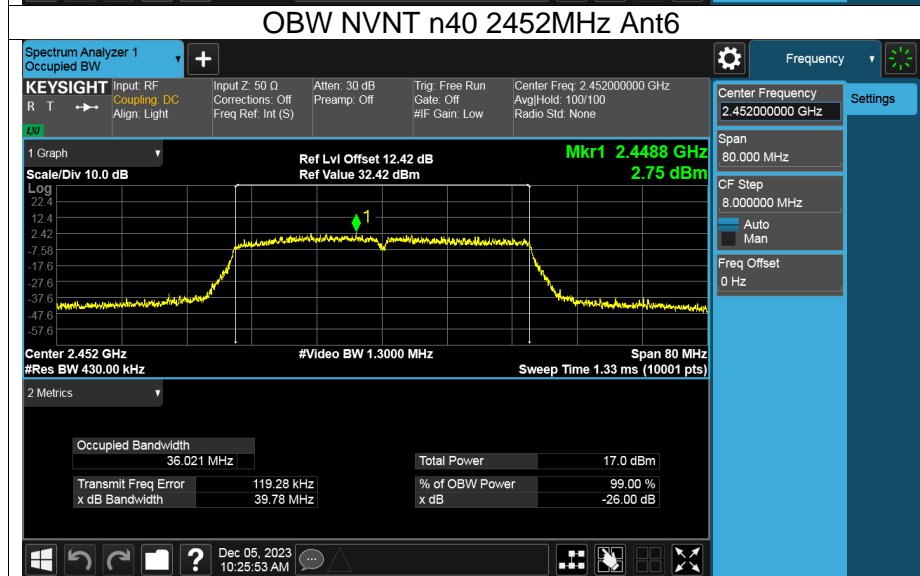 OBW NVNT n40 2452MHz Ant6
Spectrum Analyzer 1
Occupied BW
+
Frequency
KEYSIGHT
R T
LXI
Input: RF
Coupling: DC
Align: Light
Input Z: 50 Ω
Corrections: Off
Freq Ref: Int (S)
Atten: 30 dB
Preamp: Off
Trig: Free Run
Gate: Off
#IF Gain: Low
Center Freq: 2.452000000 GHz
Avg|Hold: 100/100
Radio Std: None
Center Frequency
2.452000000 GHz
Settings
Span
80.000 MHz
CF Step
8.000000 MHz
Auto
Man
Freq Offset
0 Hz
1 Graph
Scale/Div 10.0 dB
Ref Lvl Offset 12.42 dB
Ref Value 32.42 dBm
Mkr1 2.4488 GHz
2.75 dBm
Log
22.4
12.4
2.42
-7.58
-17.6
-27.6
-37.6
-47.6
-57.6
1
Center 2.452 GHz
#Res BW 430.00 kHz
#Video BW 1.3000 MHz
Span 80 MHz
Sweep Time 1.33 ms (10001 pts)
2 Metrics
Occupied Bandwidth
36.021 MHz
Total Power 17.0 dBm
Transmit Freq Error 119.28 kHz
% of OBW Power 99.00 %
x dB Bandwidth 39.78 MHz
x dB -26.00 dB
?
Dec 05, 2023
10:25:53 AM